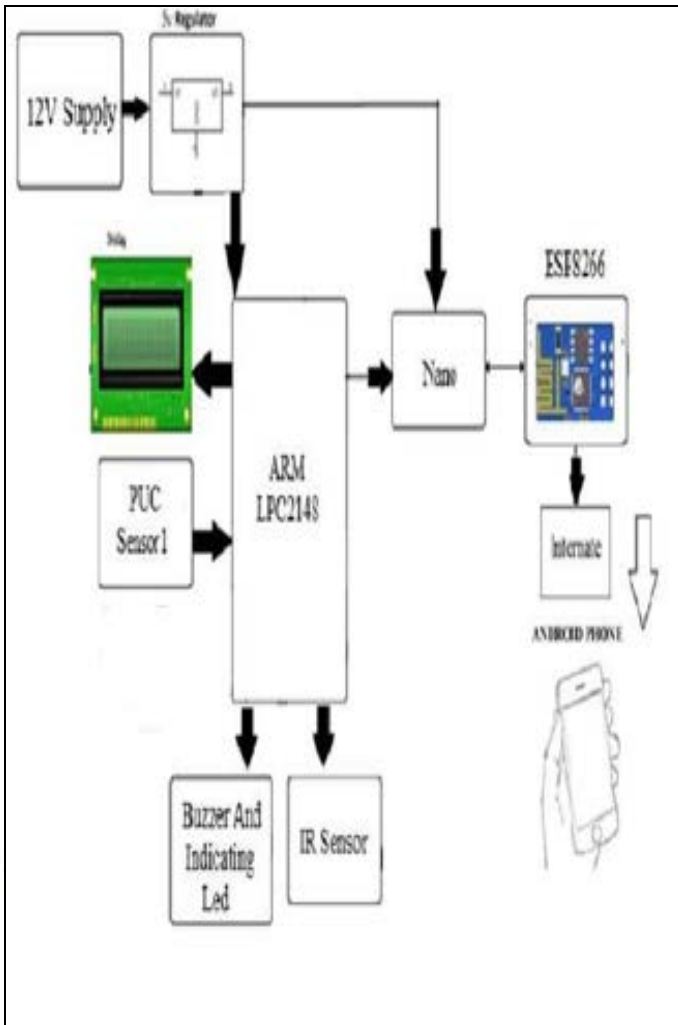 5v Regulator
12V Supply
ESP8266
Nano
ARM
LPC2148
PUC
Sensor1
Internate
ANDROID PHONE
Buzzer And
Indicating
Led
IR Sensor